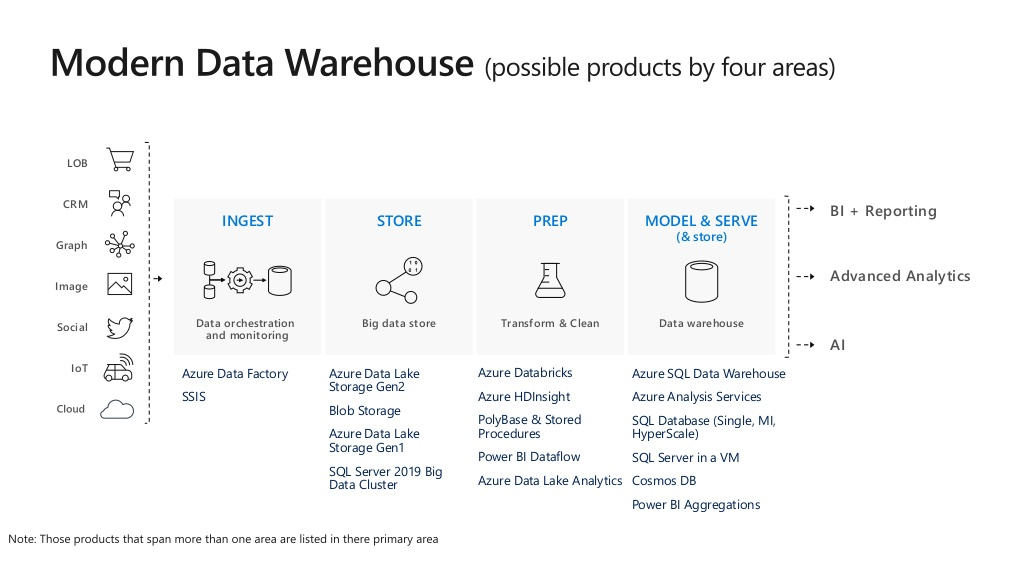 Modern Data Warehouse (possible products by four areas)
LOB
CRM
Graph
Image
Social
IoT
Cloud
INGEST
Data orchestration
and monitoring
Azure Data Factory
SSIS
STORE
10
01
Big data store
Azure Data Lake
Storage Gen2
Blob Storage
Azure Data Lake
Storage Gen1
SQL Server 2019 Big
Data Cluster
PREP
Transform & Clean
Azure Databricks
Azure HDInsight
PolyBase & Stored
Procedures
Power BI Dataflow
Azure Data Lake Analytics
MODEL & SERVE
(& store)
Data warehouse
Azure SQL Data Warehouse
Azure Analysis Services
SQL Database (Single, MI,
HyperScale)
SQL Server in a VM
Cosmos DB
Power BI Aggregations
BI + Reporting
Advanced Analytics
AI
Note: Those products that span more than one area are listed in there primary area